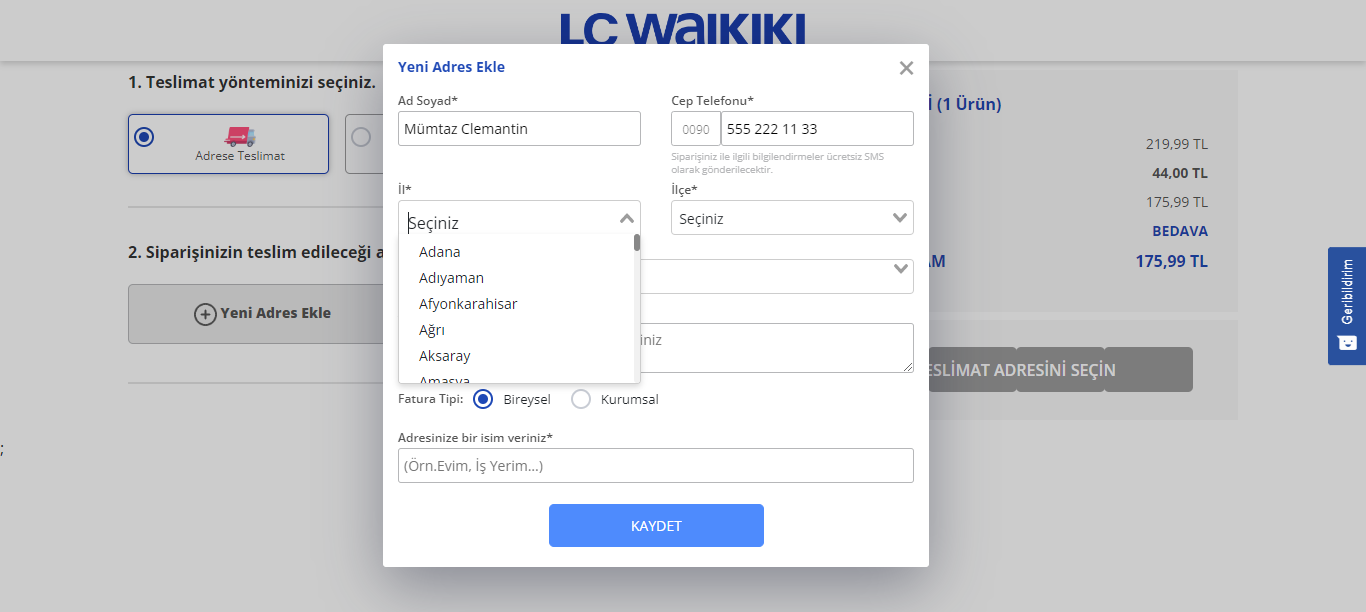 LC WAIKIKI
1. Teslimat yönteminizi seçiniz.
Adrese Teslimat
2. Siparişinizin teslim edileceği a
Yeni Adres Ekle
;
Yeni Adres Ekle
Ad Soyad*
Mümtaz Clemantin
Cep Telefonu*
0090 555 222 11 33
Siparişiniz ile ilgili bilgilendirmeler ücretsiz SMS
olarak gönderilecektir.
İl*
Seçiniz
Adana
Adıyaman
Afyonkarahisar
Ağrı
Aksaray
Amasya
İlçe*
Seçiniz
iniz
Fatura Tipi: Bireysel Kurumsal
Adresinize bir isim veriniz*
(Örn.Evim, İş Yerim...)
KAYDET
İ (1 Ürün)
219,99 TL
44,00 TL
175,99 TL
BEDAVA
AM 175,99 TL
ESLİMAT ADRESİNİ SEÇİN
Geribildirim